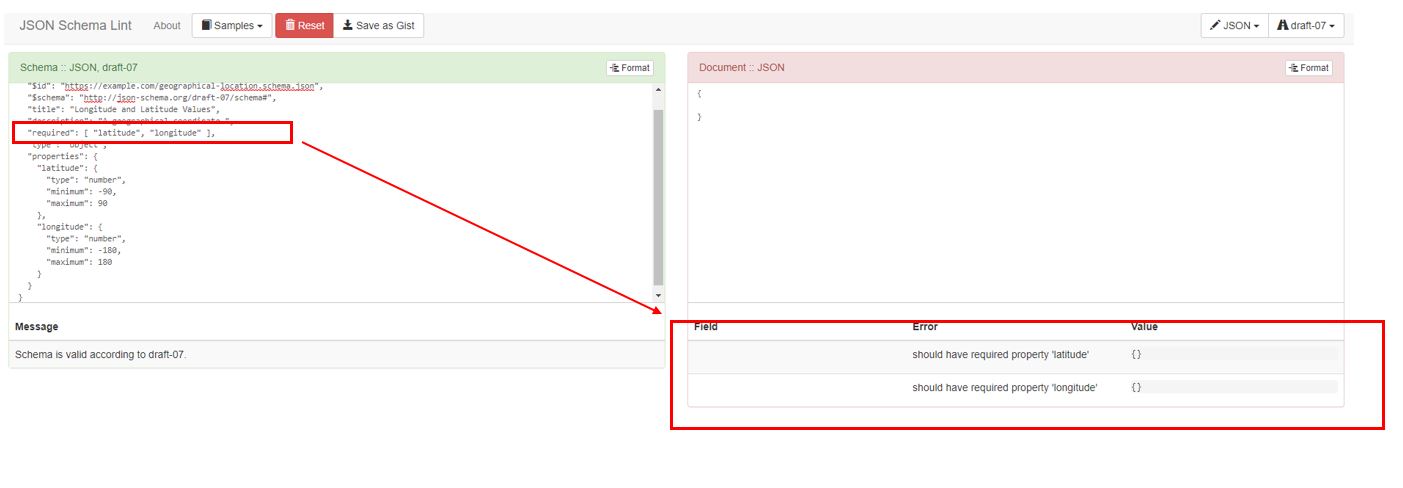 JSON Schema Lint About Samples Reset Save as Gist JSON draft-07
Schema :: JSON, draft-07 Format
"$id": "https://example.com/geographical-location.schema.json",
"$schema": "http://json-schema.org/draft-07/schema#",
"title": "Longitude and Latitude Values",
"description": "A geographical coordinate.",
"required": [ "latitude", "longitude" ],
"type": "object",
"properties": {
"latitude": {
"type": "number",
"minimum": -90,
"maximum": 90
},
"longitude": {
"type": "number",
"minimum": -180,
"maximum": 180
}
}
}
Message
Schema is valid according to draft-07.
Document :: JSON Format
{
}
Field Error Value
should have required property 'latitude' {}
should have required property 'longitude' {}